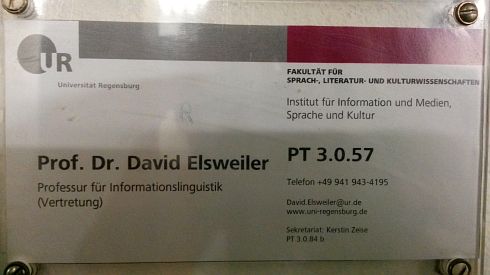 UR
Universität Regensburg
FAKULTÄT FÜR
SPRACH-, LITERATUR- UND KULTURWISSENSCHAFTEN
Institut für Information und Medien,
Sprache und Kultur
Prof. Dr. David Elsweiler
Professur für Informationslinguistik
(Vertretung)
PT 3.0.57
Telefon +49 941 943-4195
David.Elsweiler@ur.de
www.uni-regensburg.de
Sekretariat: Kerstin Zeise
PT 3.0.84 b